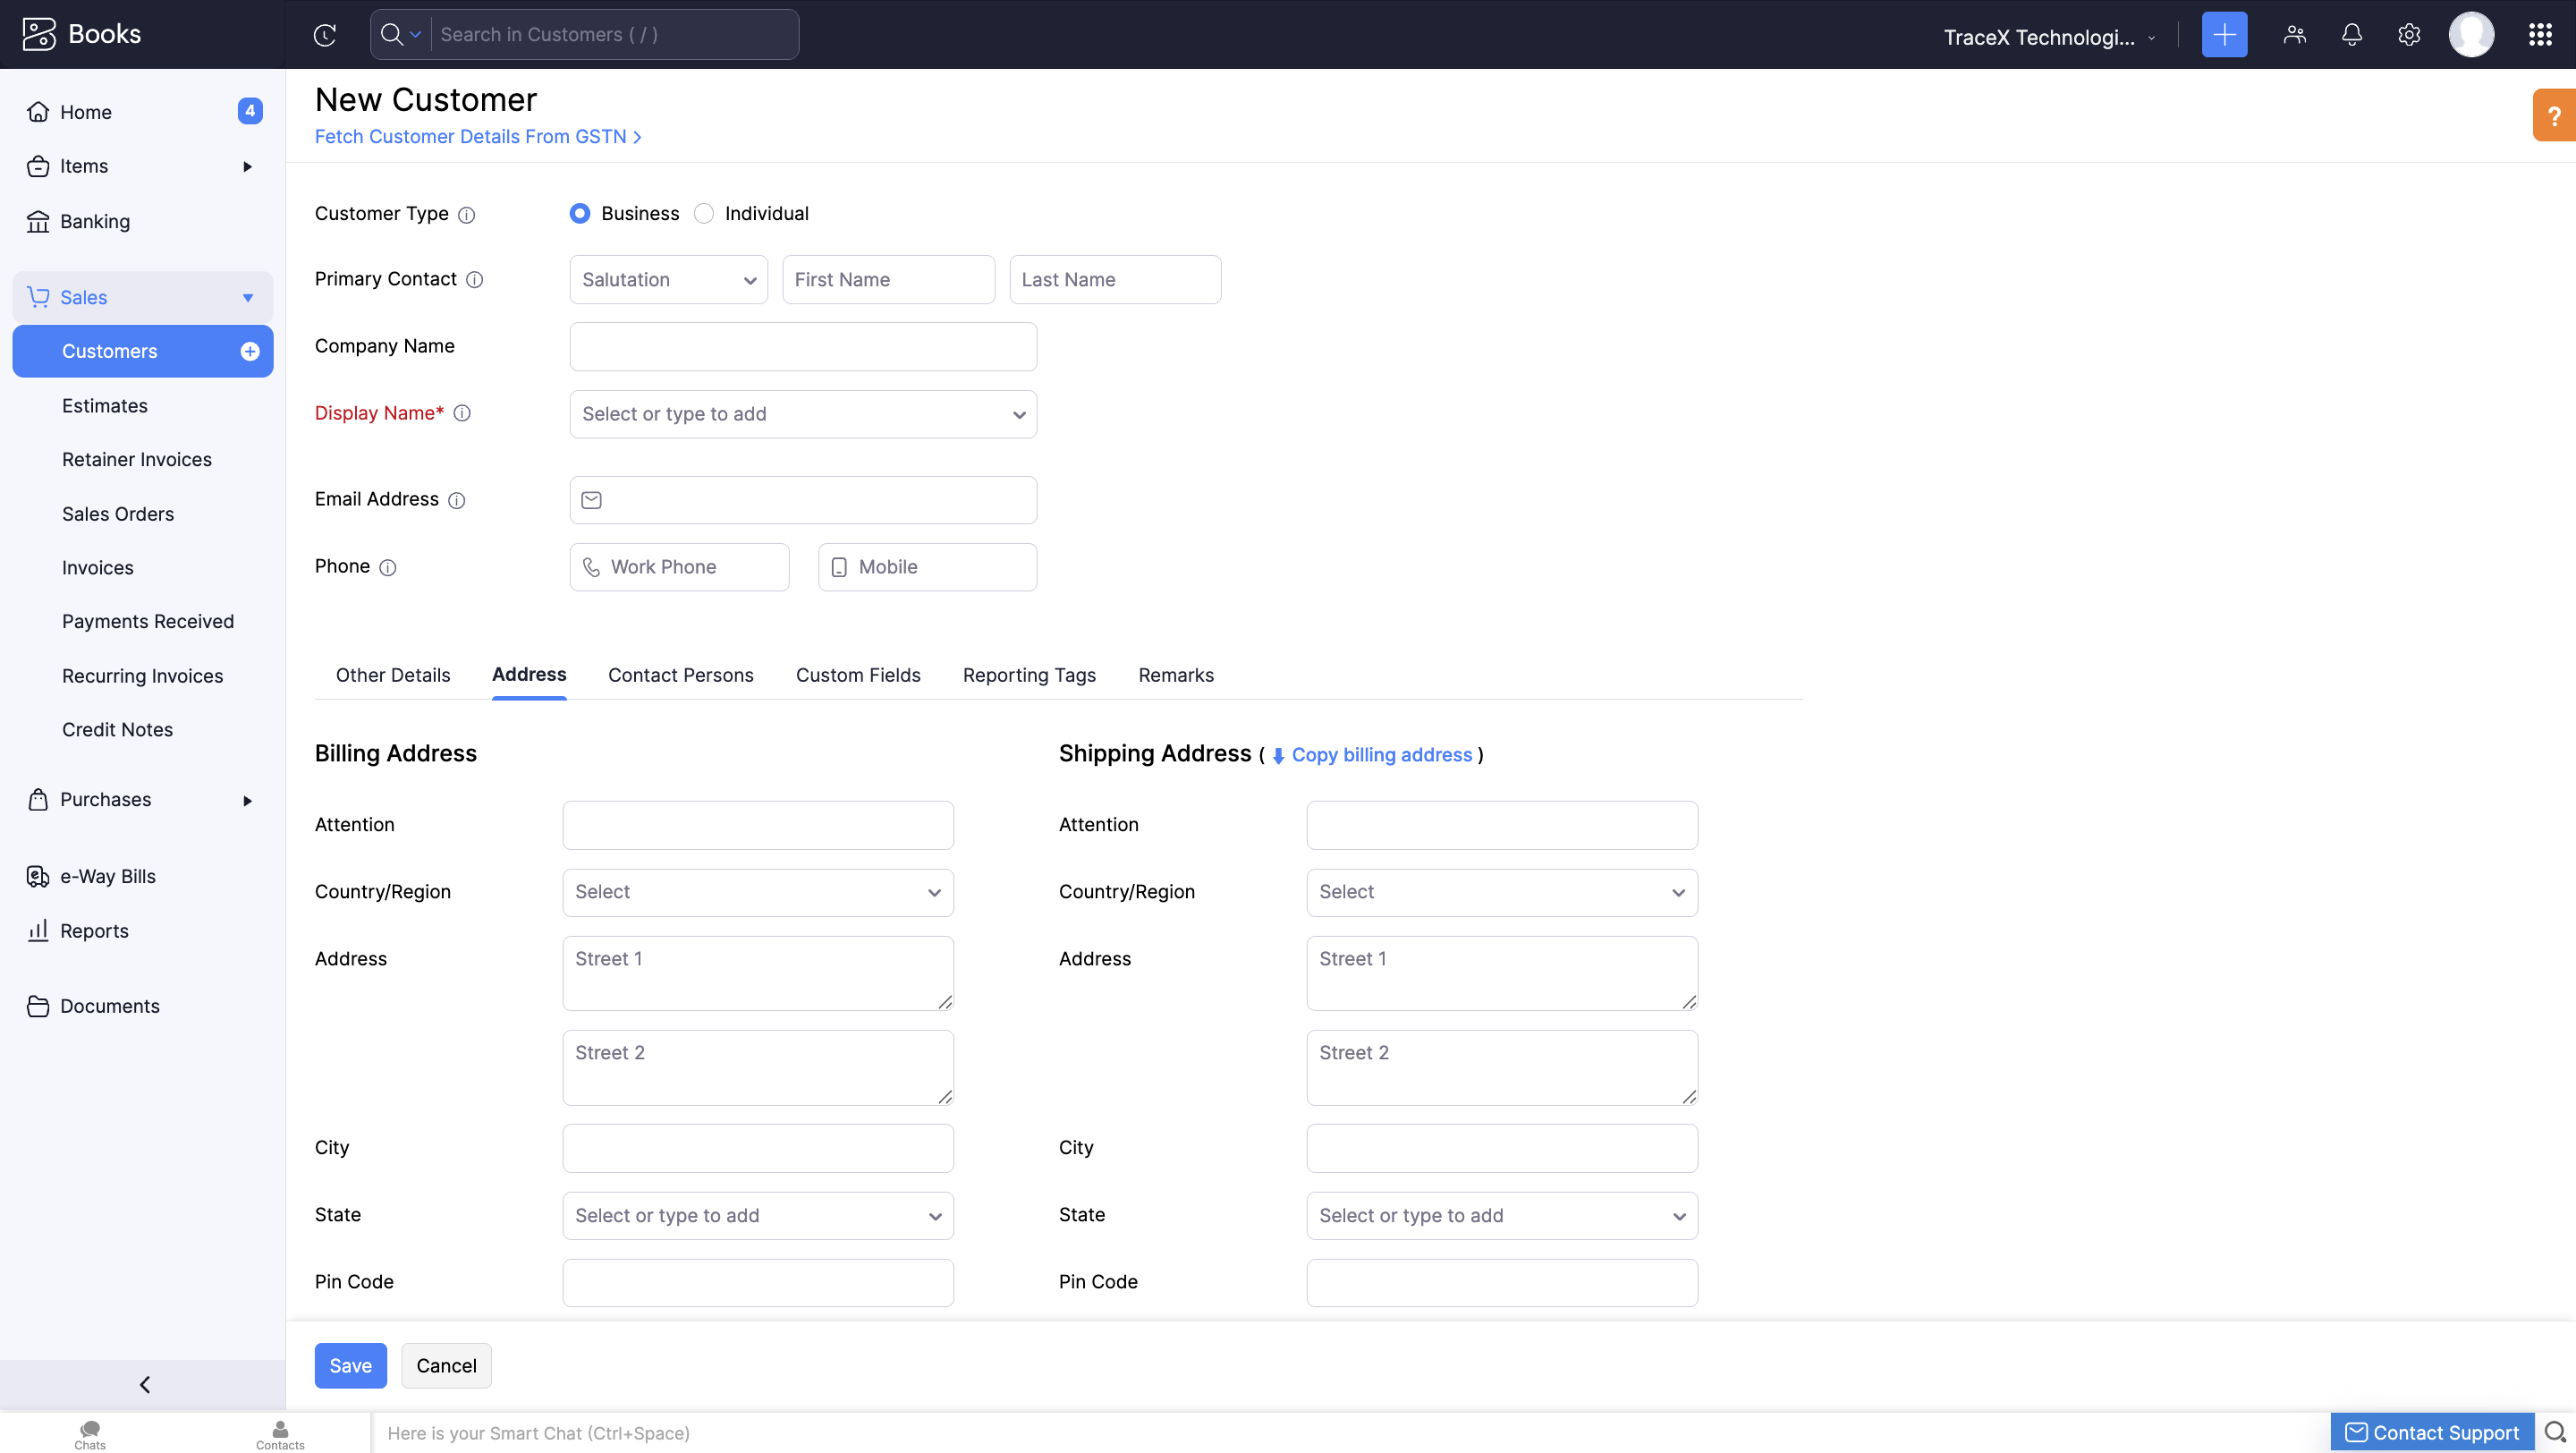 Books
Search in Customers ( / )
TraceX Technologi...
Home
4
Items
Banking
Sales
Customers
Estimates
Retainer Invoices
Sales Orders
Invoices
Payments Received
Recurring Invoices
Credit Notes
Purchases
e-Way Bills
Reports
Documents
New Customer
Fetch Customer Details From GSTN
?
Customer Type
Business Individual
Primary Contact
Salutation First Name Last Name
Company Name
Display Name*
Select or type to add
Email Address
Phone
Work Phone Mobile
Other Details Address Contact Persons Custom Fields Reporting Tags Remarks
Billing Address
Attention
Country/Region
Select
Address
Street 1
Street 2
City
State
Select or type to add
Pin Code
Shipping Address ( Copy billing address )
Attention
Country/Region
Select
Address
Street 1
Street 2
City
State
Select or type to add
Pin Code
Save Cancel
Chats
Contacts
Here is your Smart Chat (Ctrl+Space)
Contact Support